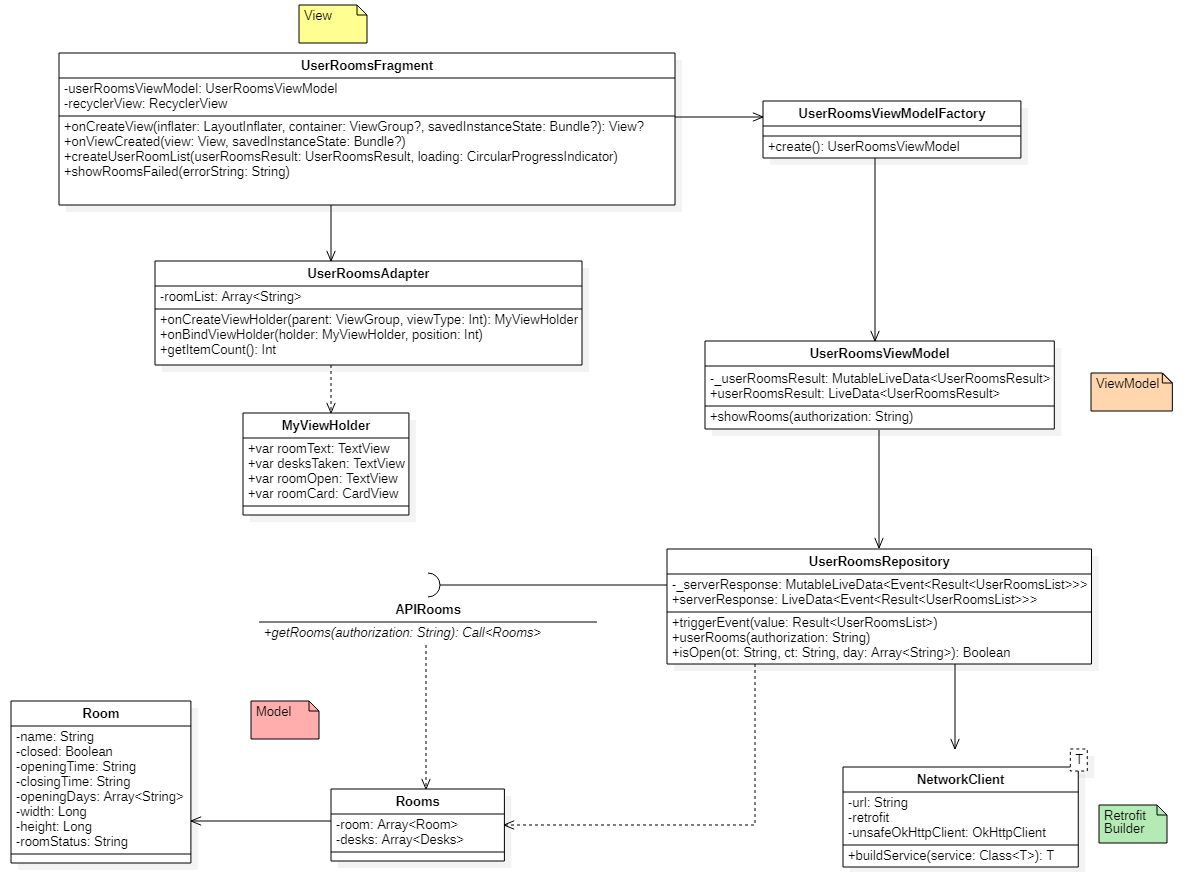 View
UserRoomsFragment
-userRoomsViewModel: UserRoomsViewModel
-recyclerView: RecyclerView
+onCreateView(inflater: LayoutInflater, container: ViewGroup?, savedInstanceState: Bundle?): View?
+onViewCreated(view: View, savedInstanceState: Bundle?)
+createUserRoomList(userRoomsResult: UserRoomsResult, loading: CircularProgressIndicator)
+showRoomsFailed(errorString: String)
UserRoomsViewModelFactory
+create(): UserRoomsViewModel
UserRoomsAdapter
-roomList: Array<String>
+onCreateViewHolder(parent: ViewGroup, viewType: Int): MyViewHolder
+onBindViewHolder(holder: MyViewHolder, position: Int)
+getItemCount(): Int
UserRoomsViewModel
-_userRoomsResult: MutableLiveData<UserRoomsResult>
+userRoomsResult: LiveData<UserRoomsResult>
+showRooms(authorization: String)
ViewModel
MyViewHolder
+var roomText: TextView
+var desksTaken: TextView
+var roomOpen: TextView
+var roomCard: CardView
UserRoomsRepository
-_serverResponse: MutableLiveData<Event<Result<UserRoomsList>>>
+serverResponse: LiveData<Event<Result<UserRoomsList>>>
+triggerEvent(value: Result<UserRoomsList>)
+userRooms(authorization: String)
+isOpen(ot: String, ct: String, day: Array<String>): Boolean
APIRooms
+getRooms(authorization: String): Call<Rooms>
Room
-name: String
-closed: Boolean
-openingTime: String
-closingTime: String
-openingDays: Array<String>
-width: Long
-height: Long
-roomStatus: String
Model
Rooms
-room: Array<Room>
-desks: Array<Desks>
T
NetworkClient
-url: String
-retrofit
-unsafeOkHttpClient: OkHttpClient
+buildService(service: Class<T>): T
Retrofit
Builder